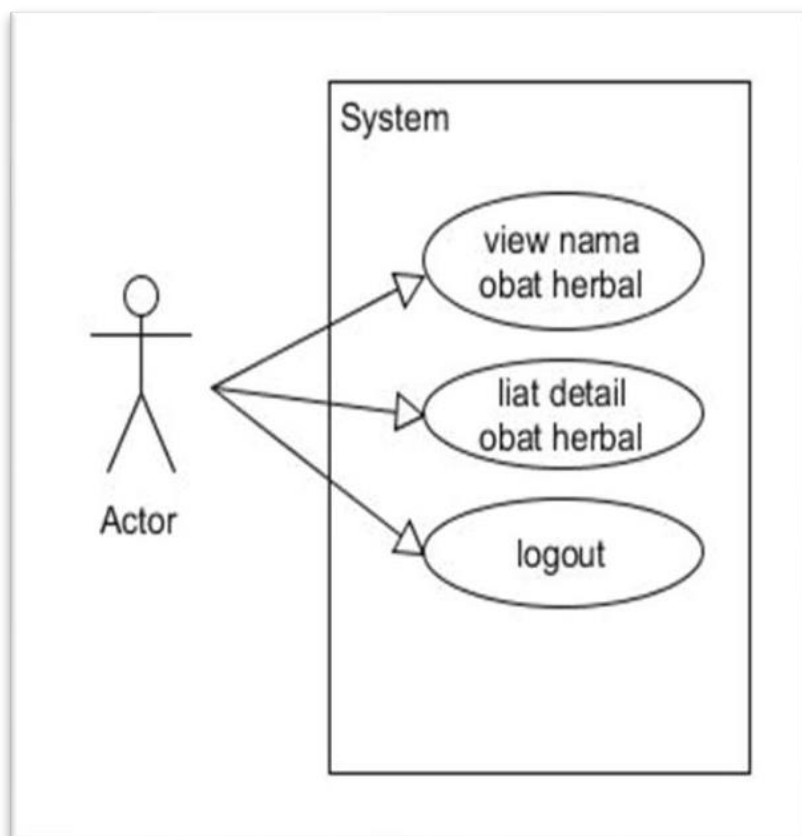 System
view nama
obat herbal
liat detail
obat herbal
logout
Actor